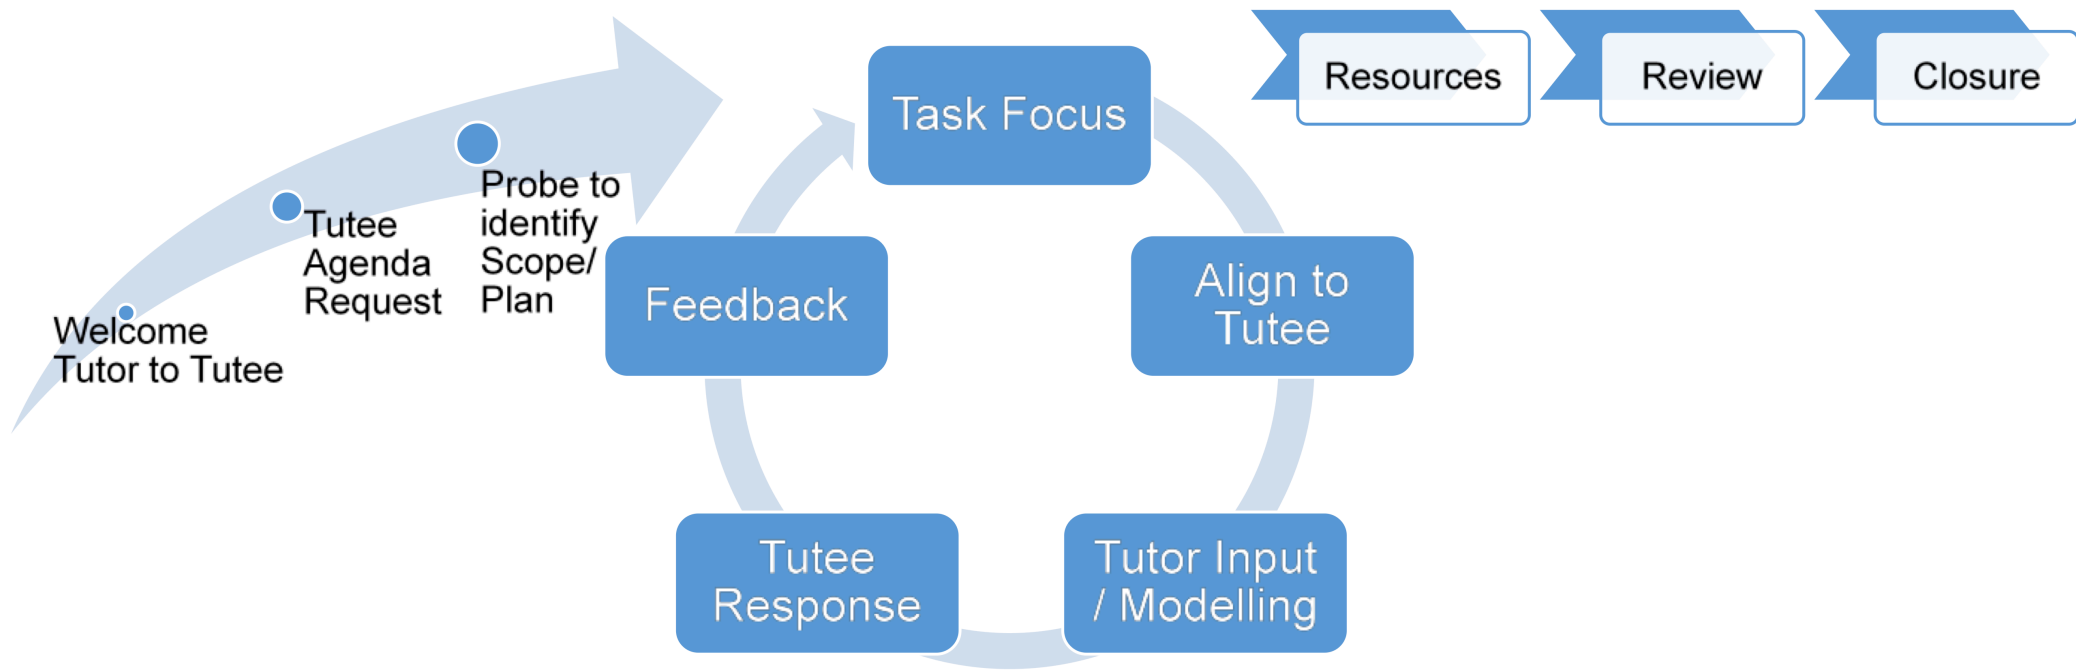 Welcome
Tutor to Tutee
Tutee
Agenda
Request
Probe to
identify
Scope/
Plan
Task Focus
Align to
Tutee
Tutor Input
/ Modelling
Tutee
Response
Feedback
Resources
Review
Closure